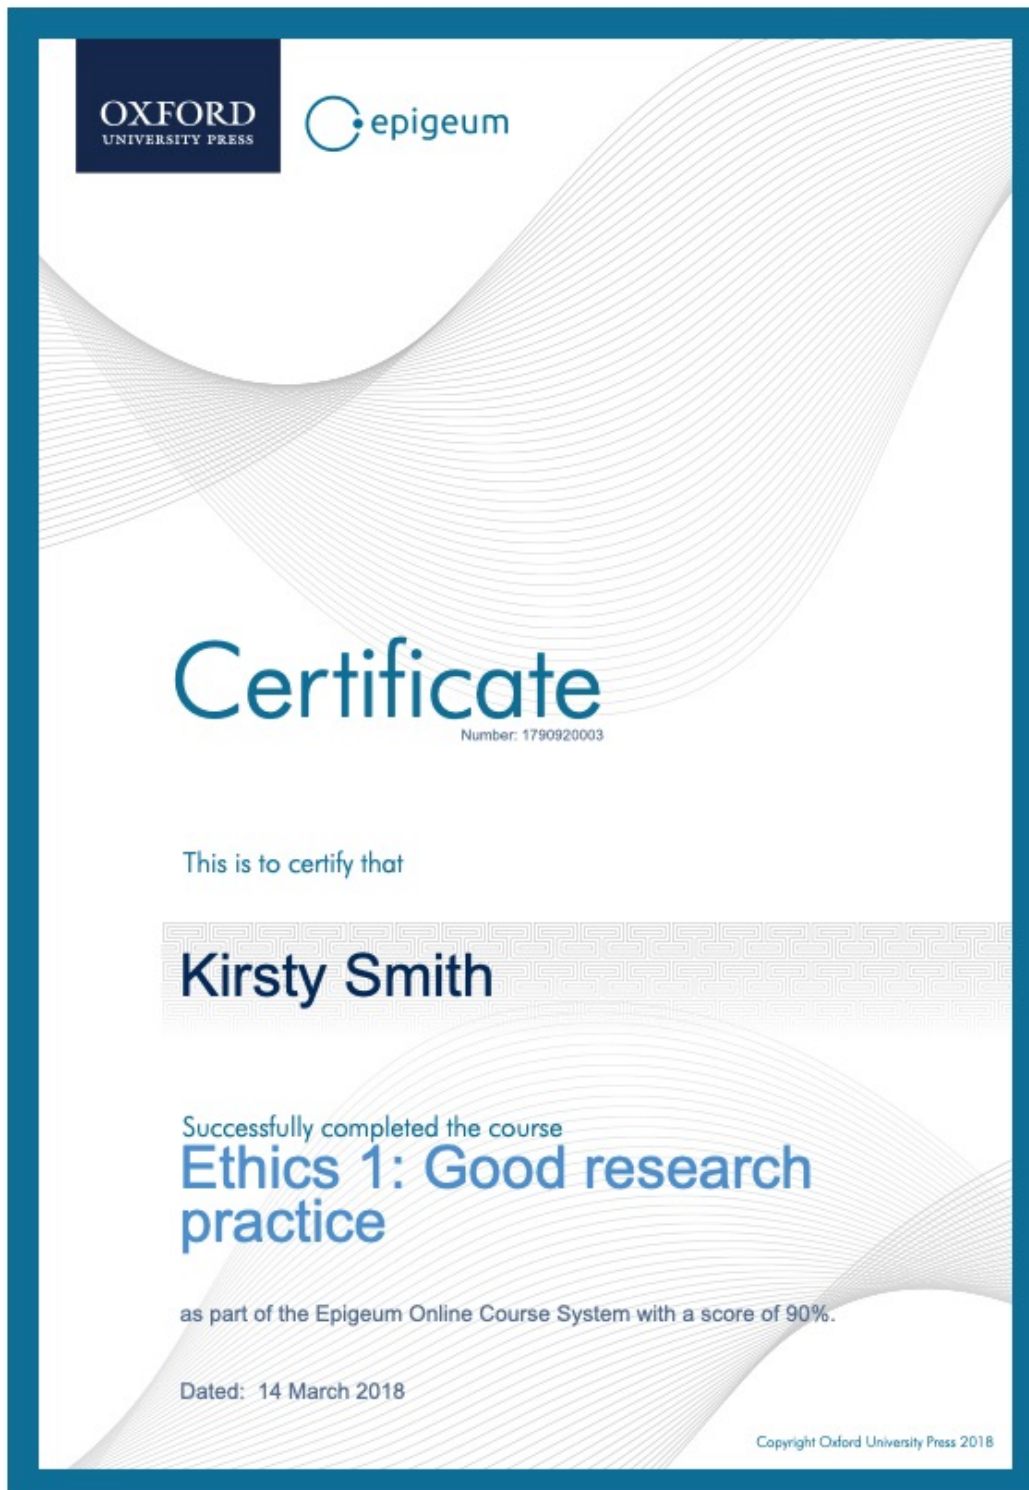 OXFORD
UNIVERSITY PRESS
epigeum
Certificate
Number: 1790920003
This is to certify that
Kirsty Smith
Successfully completed the course
Ethics 1: Good research
practice
as part of the Epigeum Online Course System with a score of 90%.
Dated: 14 March 2018
Copyright Oxford University Press 2018